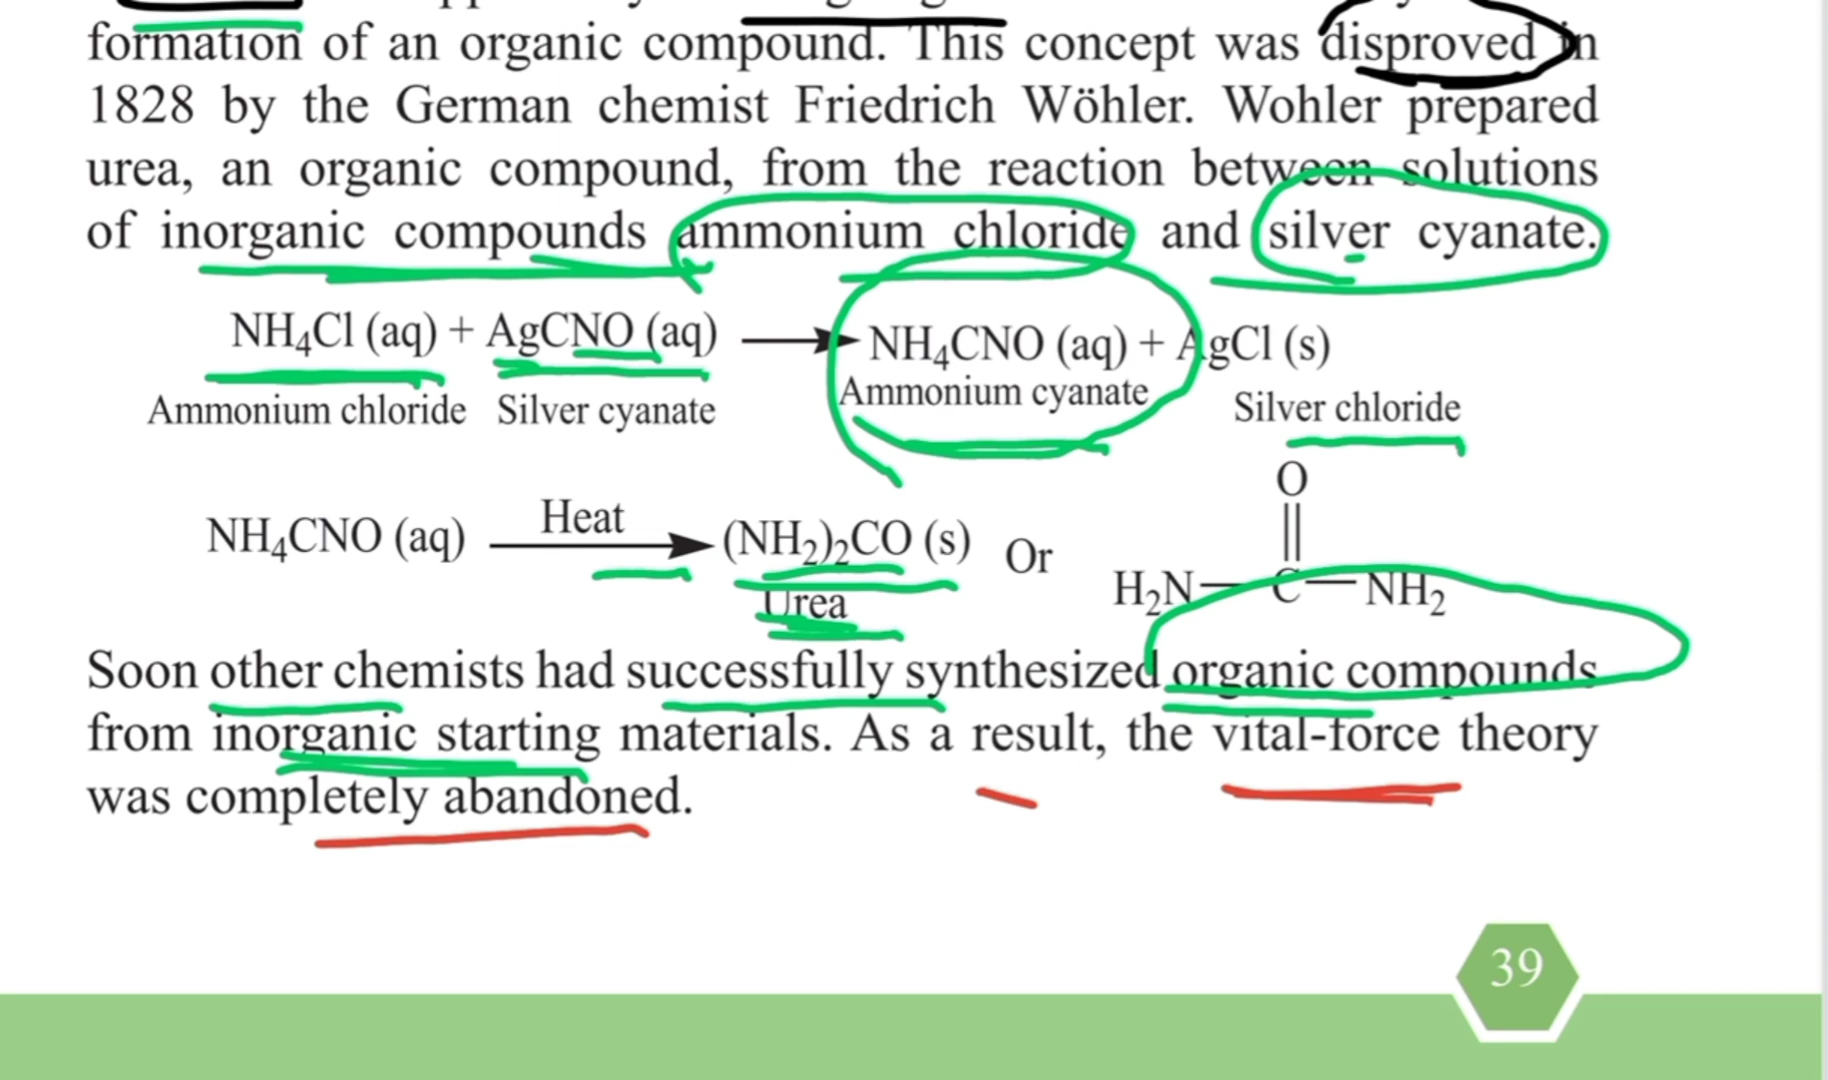 formation of an organic compound. This concept was disproved in
1828 by the German chemist Friedrich Wöhler. Wohler prepared
urea, an organic compound, from the reaction between solutions
of inorganic compounds ammonium chloride and silver cyanate.
NH₄Cl (aq) + AgCNO (aq) → NH₄CNO (aq) + AgCl (s)
Ammonium chloride Silver cyanate Ammonium cyanate Silver chloride
O
NH₄CNO (aq) Heat → (NH₂)₂CO (s) Or
H₂N — C — NH₂
Urea
Soon other chemists had successfully synthesized organic compounds
from inorganic starting materials. As a result, the vital-force theory
was completely abandoned.
39